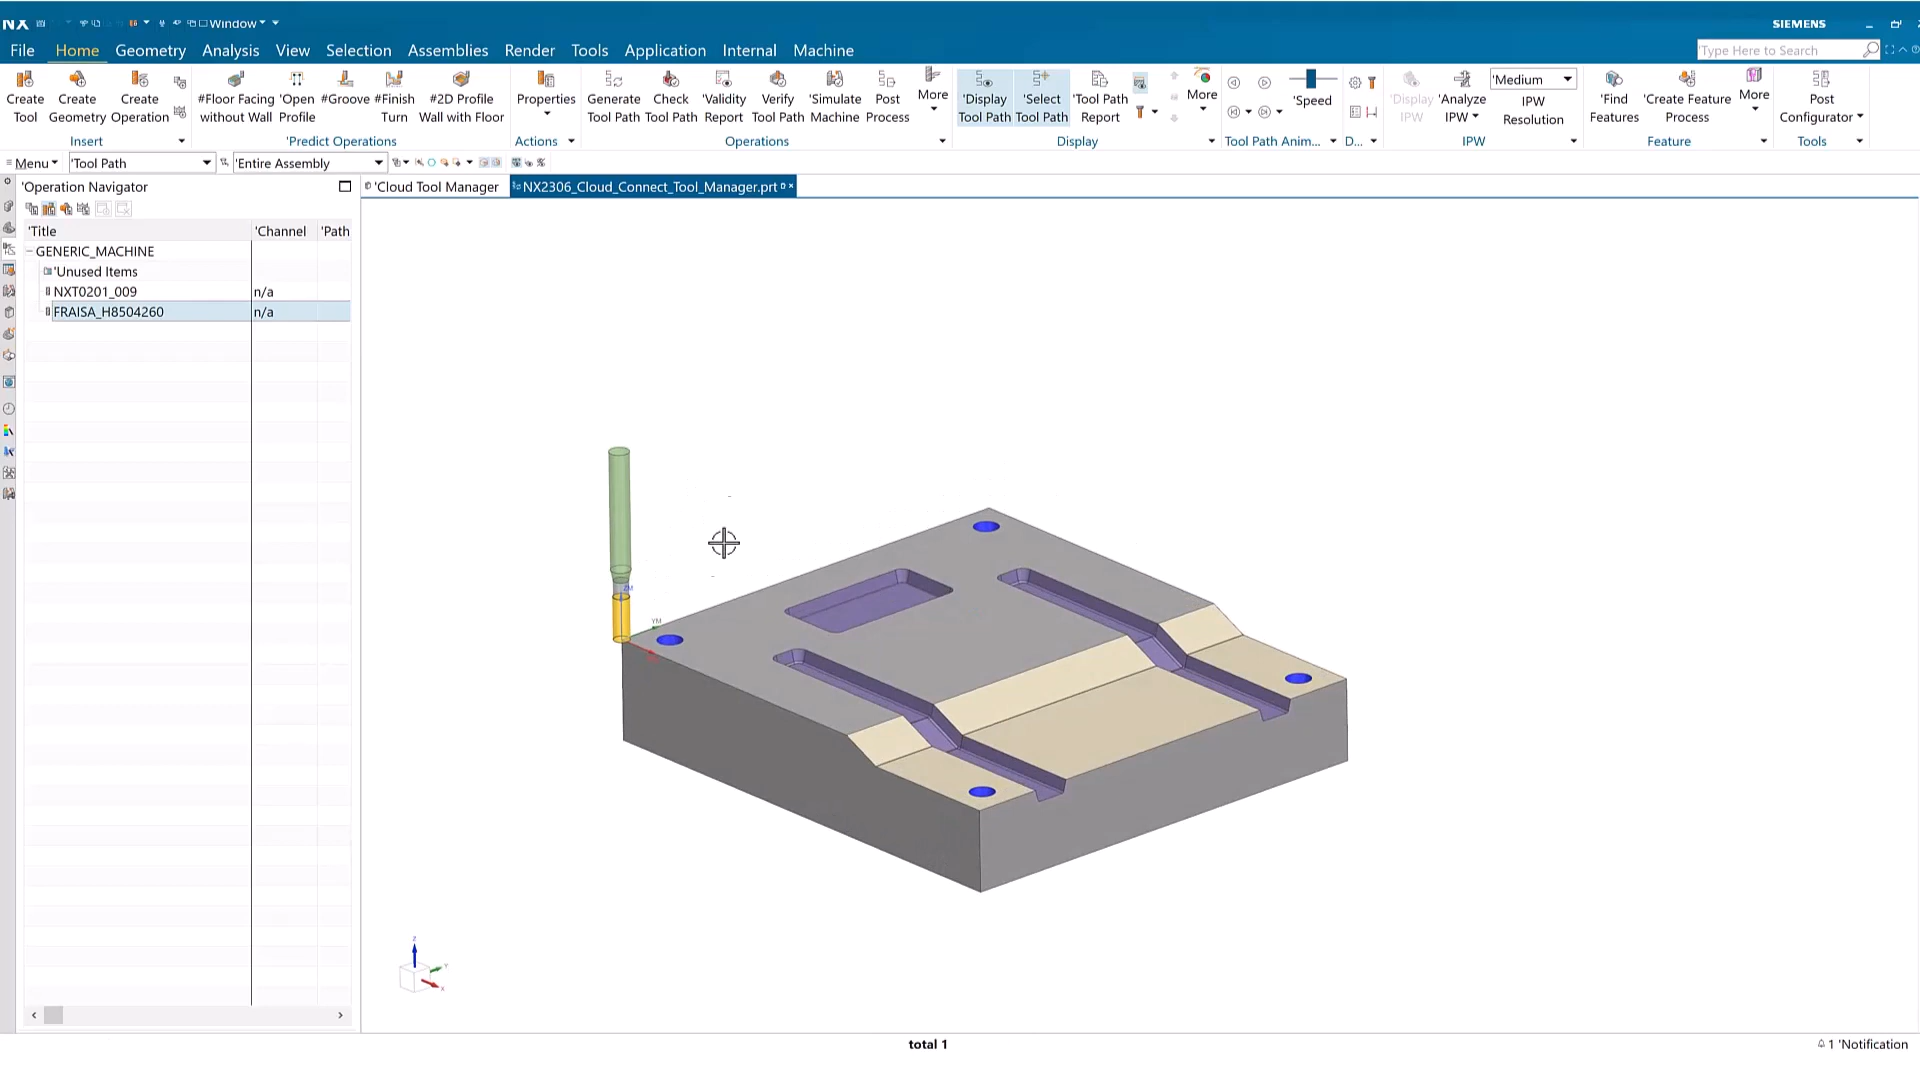 NX Window SIEMENS
File Home Geometry Analysis View Selection Assemblies Render Tools Application Internal Machine 'Type Here to Search
Create Tool Create Geometry Create Operation #Floor Facing without Wall 'Open Profile #Groove #Finish Turn #2D Profile Wall with Floor Properties Generate Tool Path Check Tool Path 'Validity Report Verify Tool Path 'Simulate Machine Post Process More 'Display Tool Path 'Select Tool Path 'Tool Path Report More 'Speed 'Display IPW 'Analyze IPW 'Medium IPW Resolution 'Find Features 'Create Feature Process More Post Configurator
Insert 'Predict Operations Actions Operations Display Tool Path Anim... D... IPW Feature Tools
Menu 'Tool Path 'Entire Assembly
'Operation Navigator 'Cloud Tool Manager NX2306_Cloud_Connect_Tool_Manager.prt
'Title 'Channel 'Path
GENERIC_MACHINE
'Unused Items
NXT0201_009 n/a
FRAISA_H8504260 n/a
ZM
YM
Z
Y
X
total 1 1 'Notification